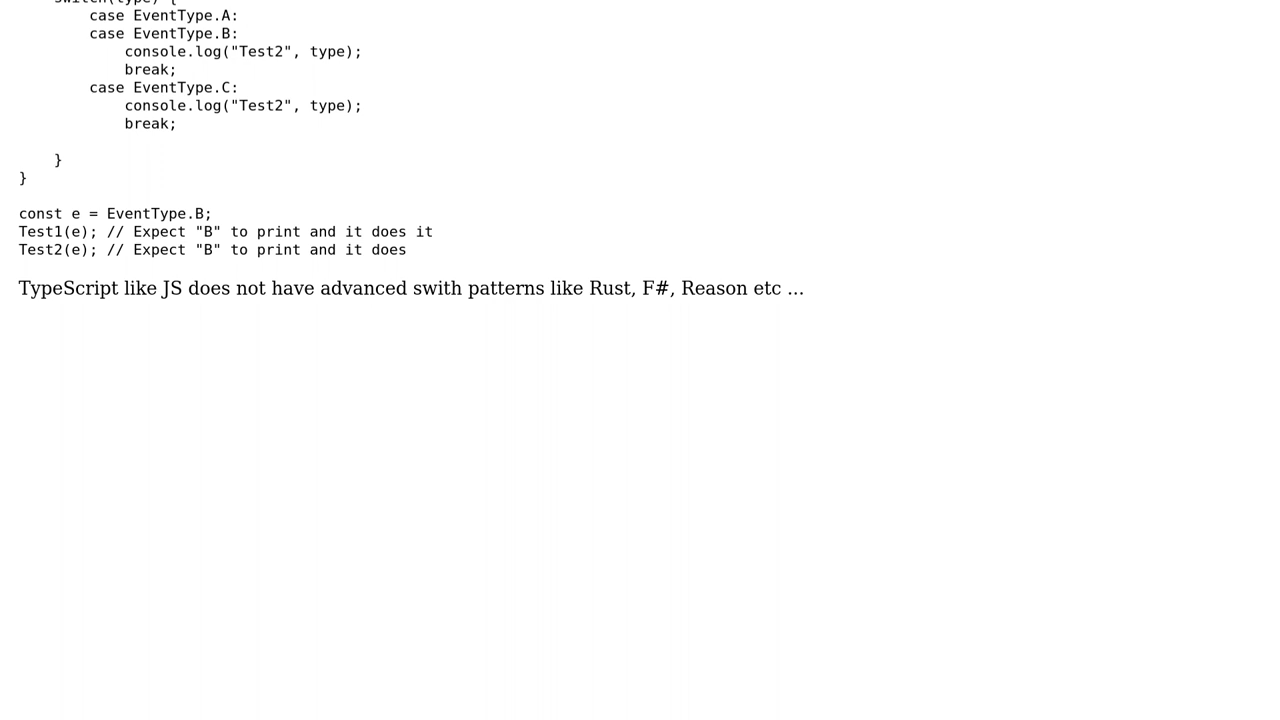 switch(type) {
        case EventType.A:
        case EventType.B:
            console.log("Test2", type);
            break;
        case EventType.C:
            console.log("Test2", type);
            break;
    }
}
const e = EventType.B;
Test1(e); // Expect "B" to print and it does it
Test2(e); // Expect "B" to print and it does
TypeScript like JS does not have advanced swith patterns like Rust, F#, Reason etc ...